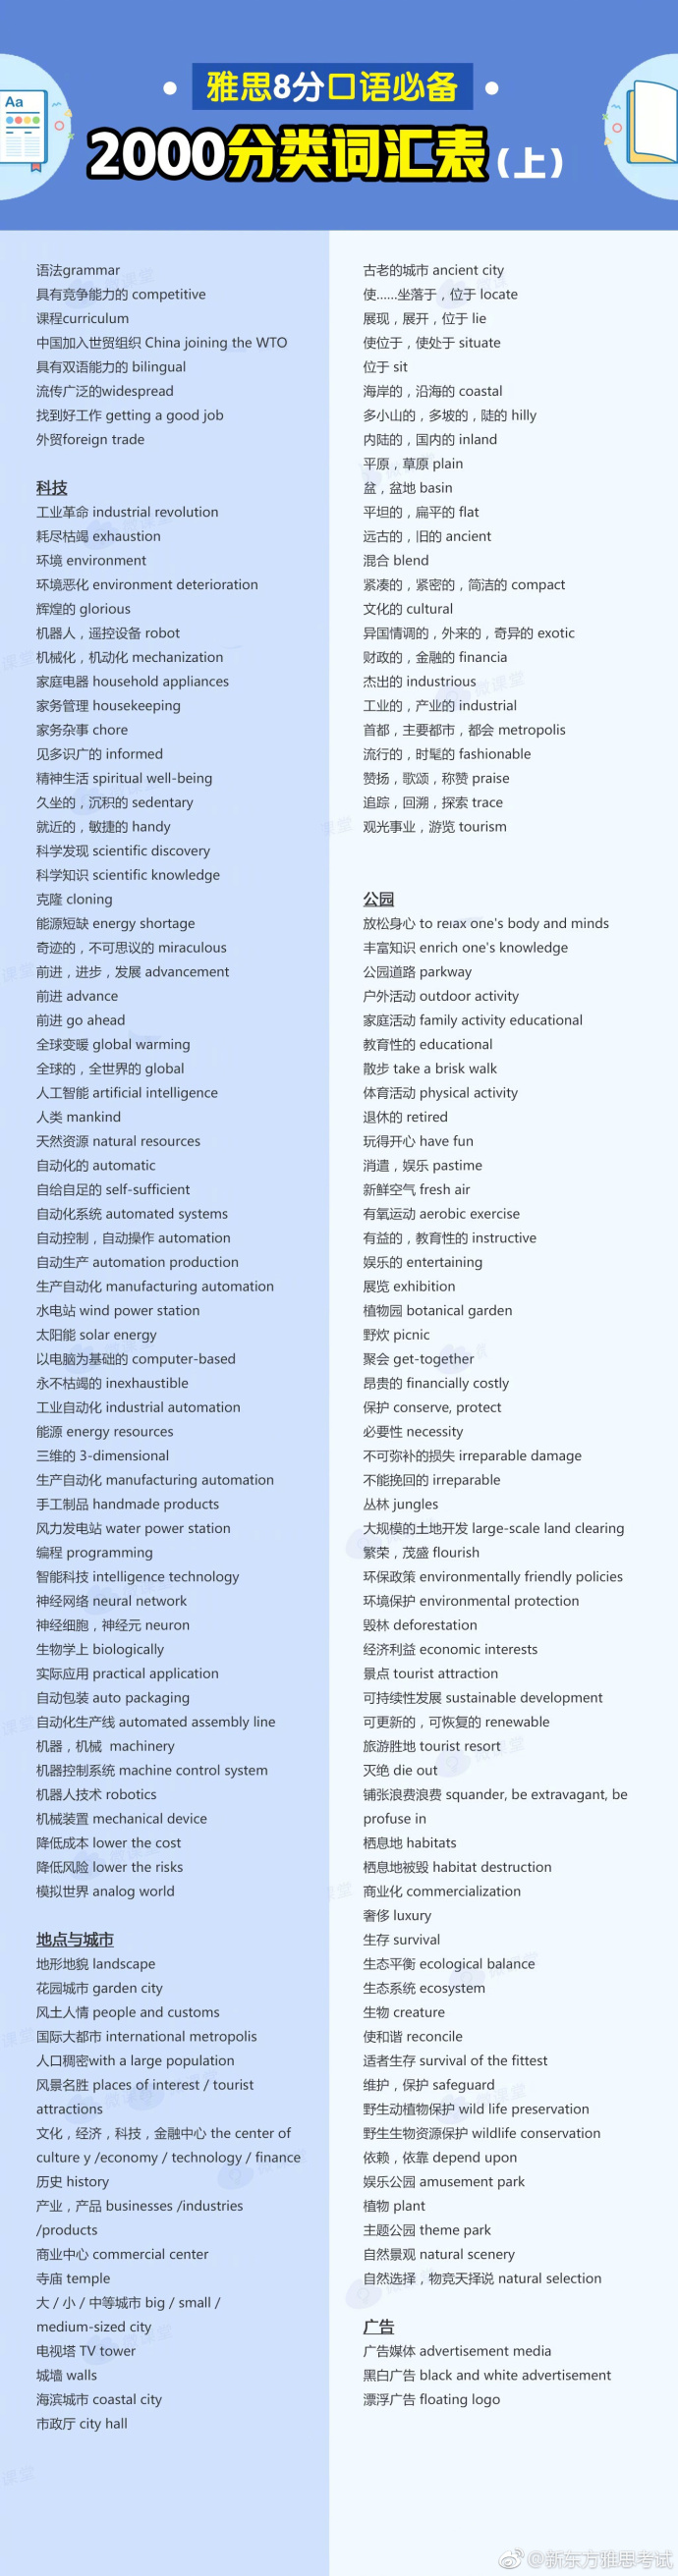 Aa
雅思8分口语必备
2000分类词汇表(上)
语法grammar
具有竞争能力的 competitive
课程curriculum
中国加入世贸组织 China joining the WTO
具有双语能力的 bilingual
流传广泛的widespread
找到好工作 getting a good job
外贸foreign trade
科技
工业革命 industrial revolution
耗尽枯竭 exhaustion
环境 environment
环境恶化 environment deterioration
辉煌的 glorious
机器人，遥控设备 robot
机械化，机动化 mechanization
家庭电器 household appliances
家务管理 housekeeping
家务杂事 chore
见多识广的 informed
精神生活 spiritual well-being
久坐的，沉积的 sedentary
就近的，敏捷的 handy
科学发现 scientific discovery
科学知识 scientific knowledge
克隆 cloning
能源短缺 energy shortage
奇迹的，不可思议的 miraculous
前进，进步，发展 advancement
前进 advance
前进 go ahead
全球变暖 global warming
全球的，全世界的 global
人工智能 artificial intelligence
人类 mankind
天然资源 natural resources
自动化的 automatic
自给自足的 self-sufficient
自动化系统 automated systems
自动控制，自动操作 automation
自动生产 automation production
生产自动化 manufacturing automation
水电站 wind power station
太阳能 solar energy
以电脑为基础的 computer-based
永不枯竭的 inexhaustible
工业自动化 industrial automation
能源 energy resources
三维的 3-dimensional
生产自动化 manufacturing automation
手工制品 handmade products
风力发电站 water power station
编程 programming
智能科技 intelligence technology
神经网络 neural network
神经细胞，神经元 neuron
生物学上 biologically
实际应用 practical application
自动包装 auto packaging
自动化生产线 automated assembly line
机器，机械 machinery
机器控制系统 machine control system
机器人技术 robotics
机械装置 mechanical device
降低成本 lower the cost
降低风险 lower the risks
模拟世界 analog world
地点与城市
地形地貌 landscape
花园城市 garden city
风土人情 people and customs
国际大都市 international metropolis
人口稠密with a large population
风景名胜 places of interest / tourist
attractions
文化，经济，科技，金融中心 the center of
culture y /economy / technology / finance
历史 history
产业，产品 businesses /industries
/products
商业中心 commercial center
寺庙 temple
大 / 小 / 中等城市 big / small /
medium-sized city
电视塔 TV tower
城墙 walls
海滨城市 coastal city
市政厅 city hall
古老的城市 ancient city
使......坐落于，位于 locate
展现，展开，位于 lie
使位于，使处于 situate
位于 sit
海岸的，沿海的 coastal
多小山的，多坡的，陡的 hilly
内陆的，国内的 inland
平原，草原 plain
盆，盆地 basin
平坦的，扁平的 flat
远古的，旧的 ancient
混合 blend
紧凑的，紧密的，简洁的 compact
文化的 cultural
异国情调的，外来的，奇异的 exotic
财政的，金融的 financia
杰出的 industrious
工业的，产业的 industrial
首都，主要都市，都会 metropolis
流行的，时髦的 fashionable
赞扬，歌颂，称赞 praise
追踪，回溯，探索 trace
观光事业，游览 tourism
公园
放松身心 to relax one's body and minds
丰富知识 enrich one's knowledge
公园道路 parkway
户外活动 outdoor activity
家庭活动 family activity educational
教育性的 educational
散步 take a brisk walk
体育活动 physical activity
退休的 retired
玩得开心 have fun
消遣，娱乐 pastime
新鲜空气 fresh air
有氧运动 aerobic exercise
有益的，教育性的 instructive
娱乐的 entertaining
展览 exhibition
植物园 botanical garden
野炊 picnic
聚会 get-together
昂贵的 financially costly
保护 conserve, protect
必要性 necessity
不可弥补的损失 irreparable damage
不能挽回的 irreparable
丛林 jungles
大规模的土地开发 large-scale land clearing
繁荣，茂盛 flourish
环保政策 environmentally friendly policies
环境保护 environmental protection
毁林 deforestation
经济利益 economic interests
景点 tourist attraction
可持续性发展 sustainable development
可更新的，可恢复的 renewable
旅游胜地 tourist resort
灭绝 die out
铺张浪费浪费 squander, be extravagant, be
profuse in
栖息地 habitats
栖息地被毁 habitat destruction
商业化 commercialization
奢侈 luxury
生存 survival
生态平衡 ecological balance
生态系统 ecosystem
生物 creature
使和谐 reconcile
适者生存 survival of the fittest
维护，保护 safeguard
野生动植物保护 wild life preservation
野生生物资源保护 wildlife conservation
依赖，依靠 depend upon
娱乐公园 amusement park
植物 plant
主题公园 theme park
自然景观 natural scenery
自然选择，物竞天择说 natural selection
广告
广告媒体 advertisement media
黑白广告 black and white advertisement
漂浮广告 floating logo
@新东方雅思考试